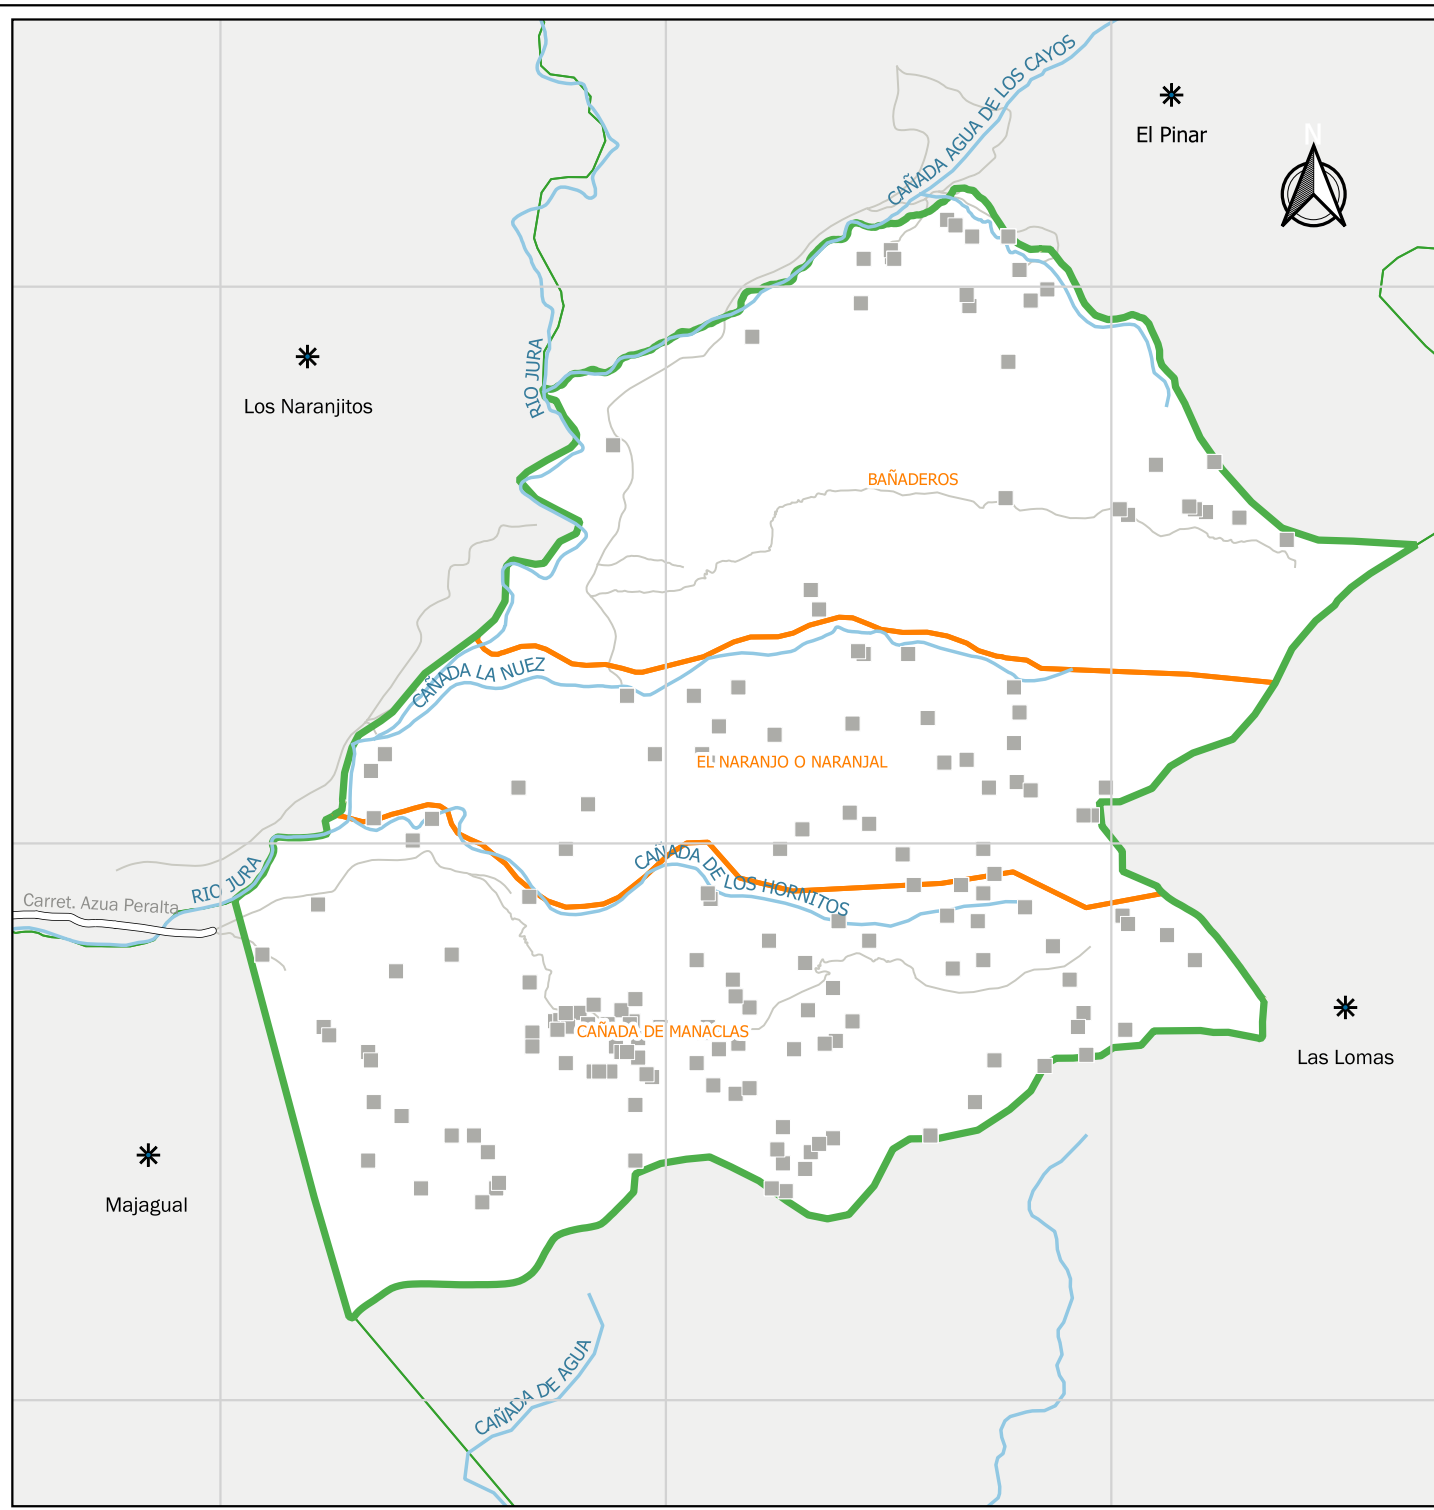 CAÑADA AGUA DE LOS CAYOS
El Pinar
N
RIO JURA
Los Naranjitos
BAÑADEROS
CAÑADA LA NUEZ
EL NARANJO O NARANJAL
CAÑADA DE LOS HORNITOS
RIO JURA
Carret. Azua Peralta
CAÑADA DE MANACLAS
Las Lomas
Majagual
CAÑADA DE AGUA